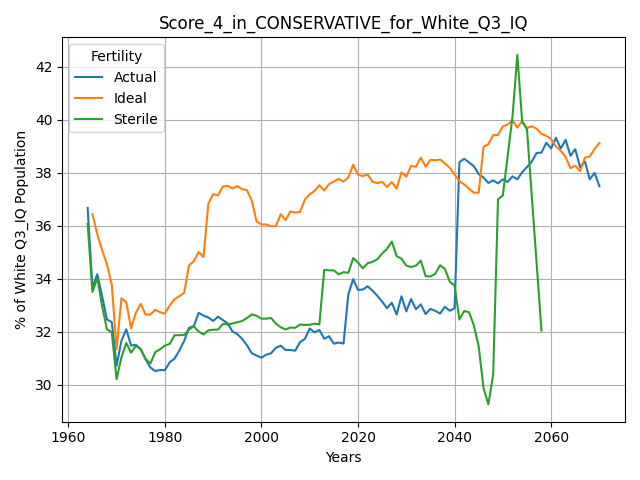 Score_4_in_CONSERVATIVE_for_White_Q3_IQ
Fertility
Actual
Ideal
Sterile
% of White Q3_IQ Population
42
40
38
36
34
32
30
1960
1980
2000
2020
2040
2060
Years